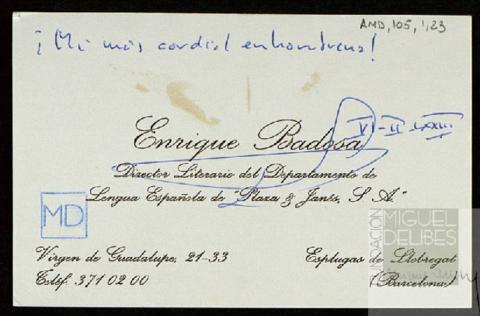 AMD, 105, 1,23
¡Mi más cordial enhorabuena!
Enrique Badosa
VI-II-LXXIII
Director Literario del Departamento de
Lengua Española de "Plaza & Janés, S. A."
MD
Virgen de Guadalupe, 21-33
Teléf. 371 02 00
Esplugas de Llobregat
(Barcelona)
FUNDACIÓN
MIGUEL
DELIBES